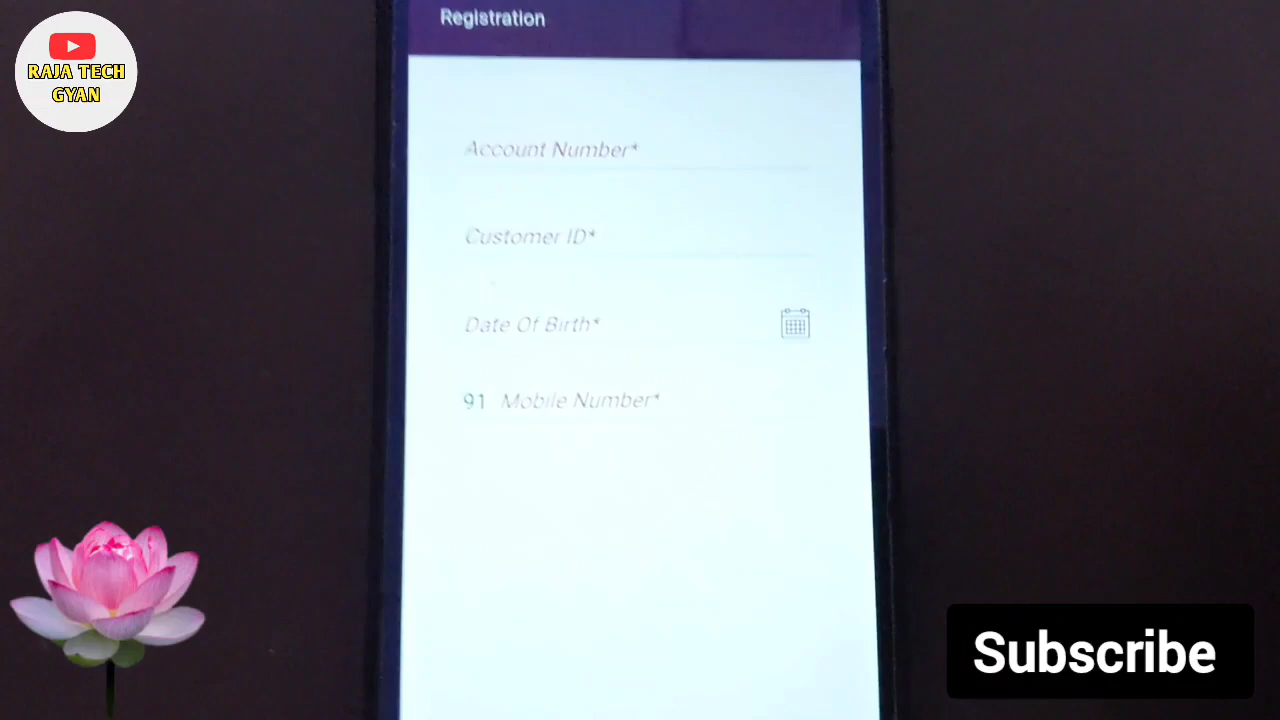 RAJA TECH
GYAN
Registration
Account Number*
Customer ID*
Date Of Birth*
91 Mobile Number*
Subscribe